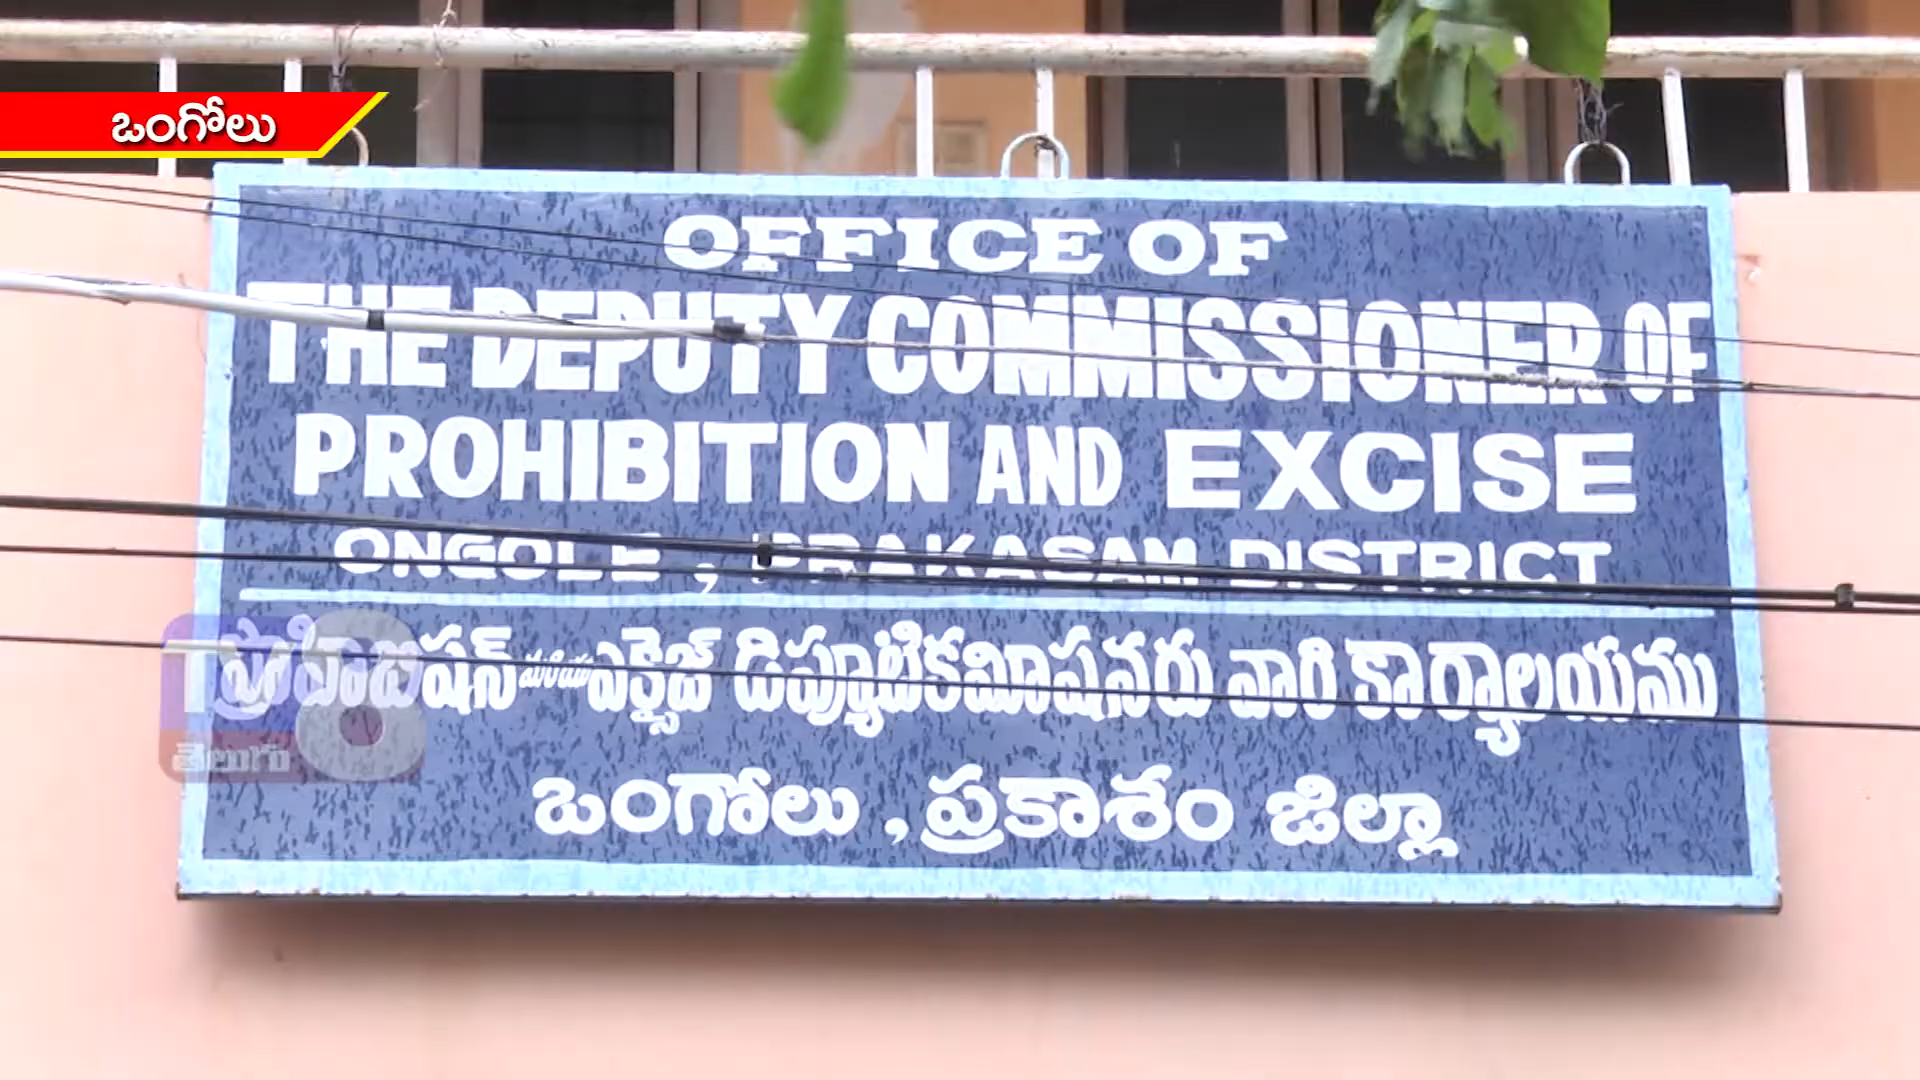 ఒంగోలు
OFFICE OF
THE DEPUTY COMMISSIONER OF
PROHIBITION AND EXCISE
ONGOLE , PRAKASAM DISTRICT
ప్రొహిబిషన్ మరియు ఎక్సైజ్ డిప్యూటికమీషనరు వారి కార్యాలయము
ఒంగోలు , ప్రకాశం జిల్లా
T8
తెలుగు